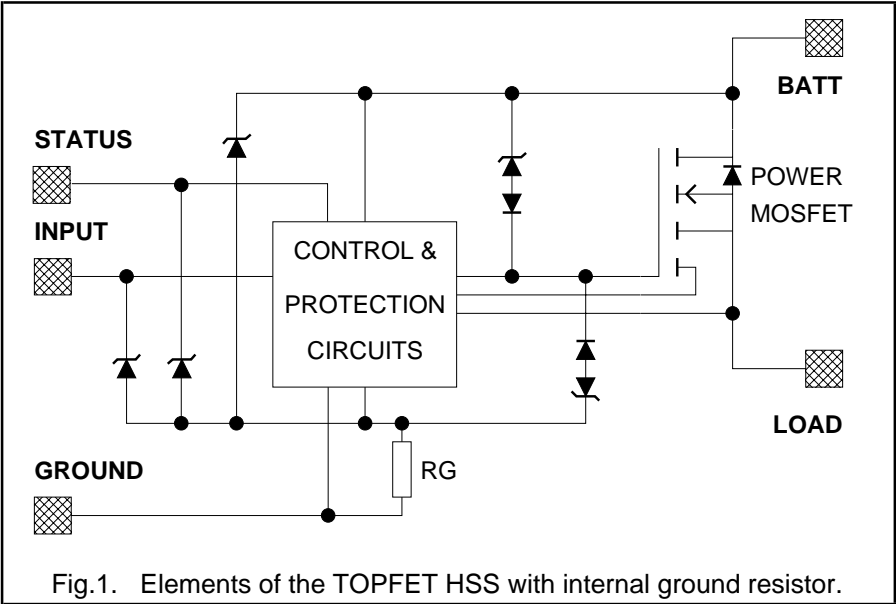 BATT
STATUS
POWER
MOSFET
INPUT
CONTROL &
PROTECTION
CIRCUITS
LOAD
GROUND
RG
Fig.1. Elements of the TOPFET HSS with internal ground resistor.